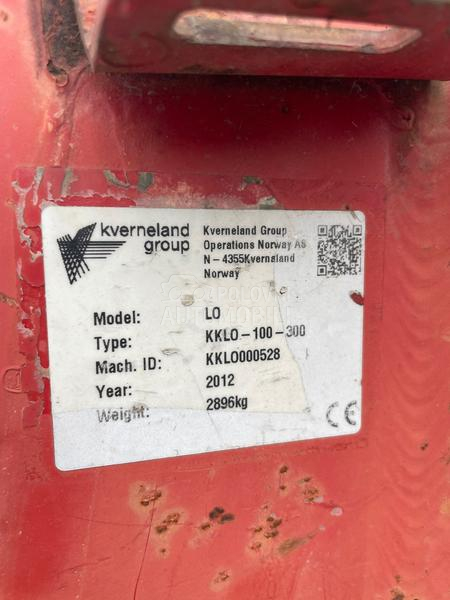 kverneland
group
Kverneland Group
Operations Norway AS
N-4355Kvernaland
Norway
Model: LO
Type: KKLO-100-300
Mach. ID: KKLO000528
Year: 2012
Weight: 2896kg
CE